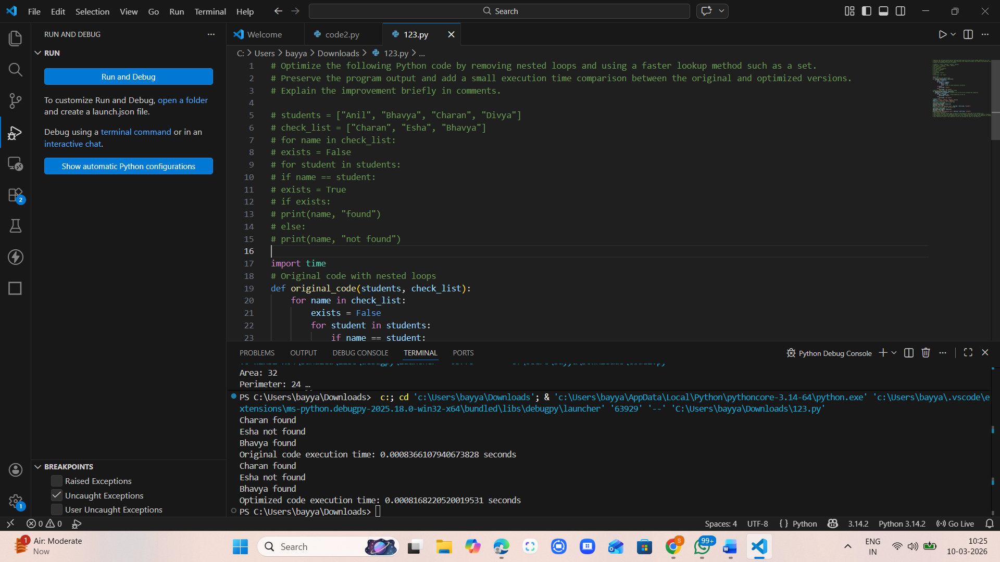 File Edit Selection View Go Run Terminal Help
Search
RUN AND DEBUG
RUN
Run and Debug
To customize Run and Debug, open a folder
and create a launch.json file.
Debug using a terminal command or in an
interactive chat.
Show automatic Python configurations
2
BREAKPOINTS
Raised Exceptions
Uncaught Exceptions
User Uncaught Exceptions
1
Welcome code2.py 123.py
C: > Users > bayya > Downloads > 123.py > ...
1 # Optimize the following Python code by removing nested loops and using a faster lookup method such as a set.
2 # Preserve the program output and add a small execution time comparison between the original and optimized versions.
3 # Explain the improvement briefly in comments.
4
5 # students = ["Anil", "Bhavya", "Charan", "Divya"]
6 # check_list = ["Charan", "Esha", "Bhavya"]
7 # for name in check_list:
8 # exists = False
9 # for student in students:
10 # if name == student:
11 # exists = True
12 # if exists:
13 # print(name, "found")
14 # else:
15 # print(name, "not found")
16
17 import time
18 # Original code with nested loops
19 def original_code(students, check_list):
20 for name in check_list:
21 exists = False
22 for student in students:
23 if name == student:
PROBLEMS OUTPUT DEBUG CONSOLE TERMINAL PORTS
Python Debug Console
Area: 32
Perimeter: 24 ...
PS C:\Users\bayya\Downloads> c:; cd 'c:\Users\bayya\Downloads'; & 'c:\Users\bayya\AppData\Local\Python\pythoncore-3.14-64\python.exe' 'c:\Users\bayya\.vscode\e
xtensions\ms-python.debugpy-2025.18.0-win32-x64\bundled\libs\debugpy\launcher' '63929' '--' 'C:\Users\bayya\Downloads\123.py'
Charan found
Esha not found
Bhavya found
Original code execution time: 0.0008366107940673828 seconds
Charan found
Esha not found
Bhavya found
Optimized code execution time: 0.0008168220520019531 seconds
PS C:\Users\bayya\Downloads>
0 0
Spaces: 4 UTF-8 {} Python 3.14.2 Python 3.14.2 Go Live
1 Air: Moderate
Now
Search
S
99+
ENG
IN
10:25
10-03-2026